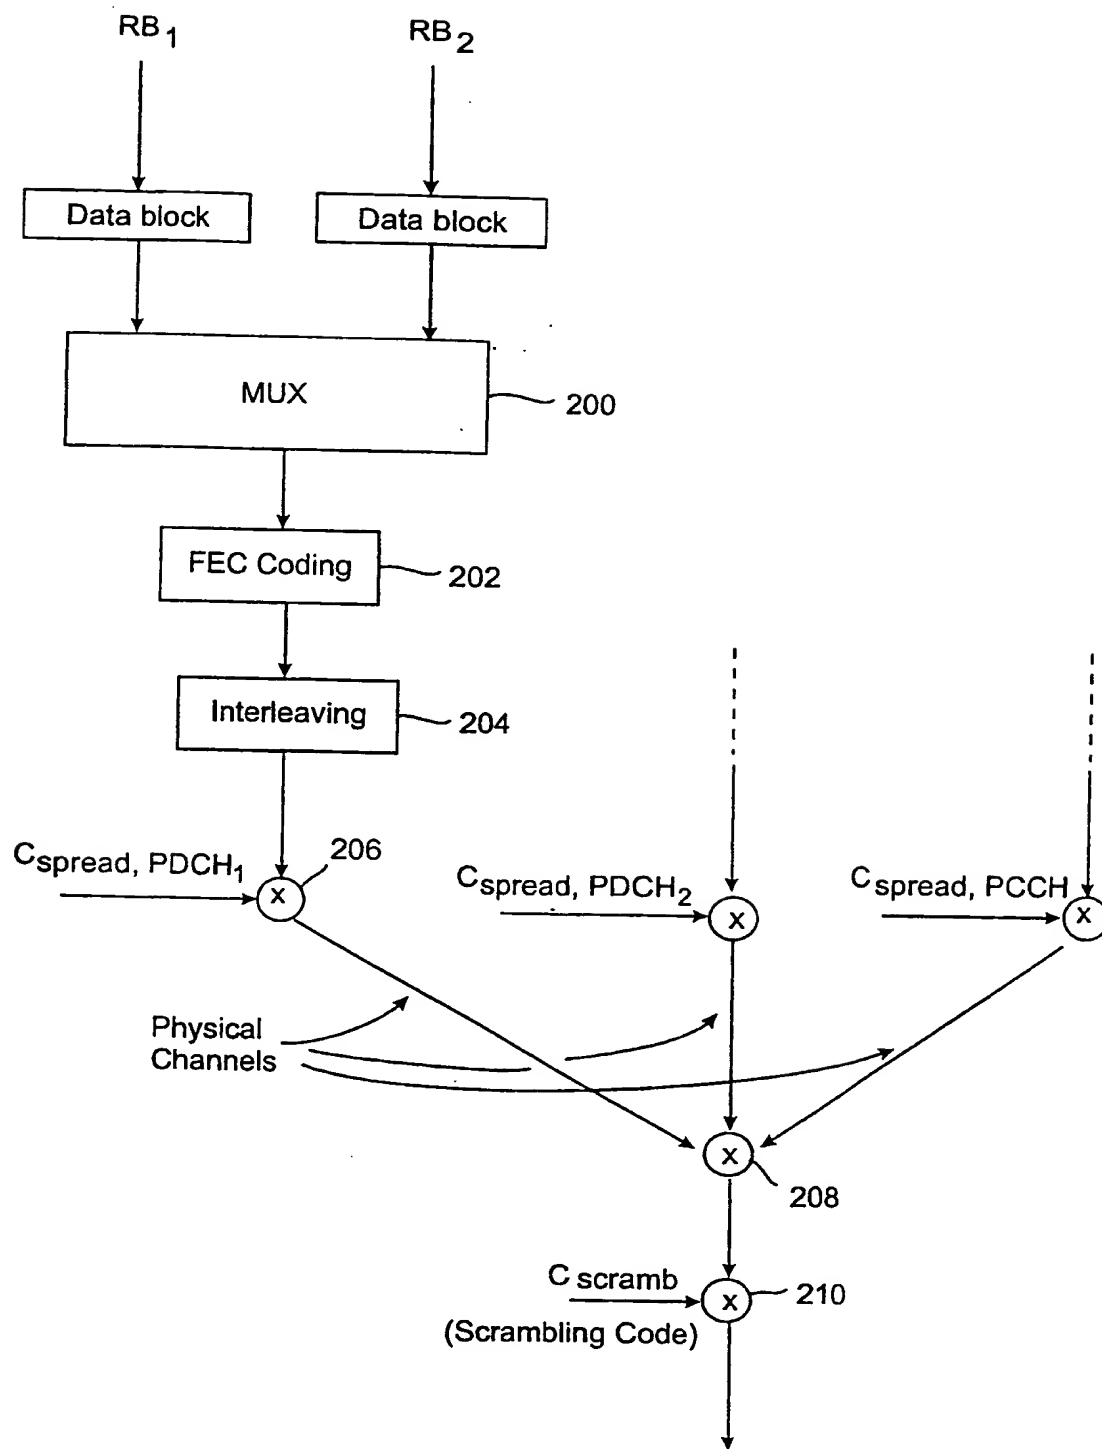 RB1
RB2
Data block
Data block
MUX
200
FEC Coding
202
Interleaving
204
Cspread, PDCH1
206
Cspread, PDCH2
Cspread, PCCH
x
x
x
Physical
Channels
x
208
Cscramb
x
210
(Scrambling Code)